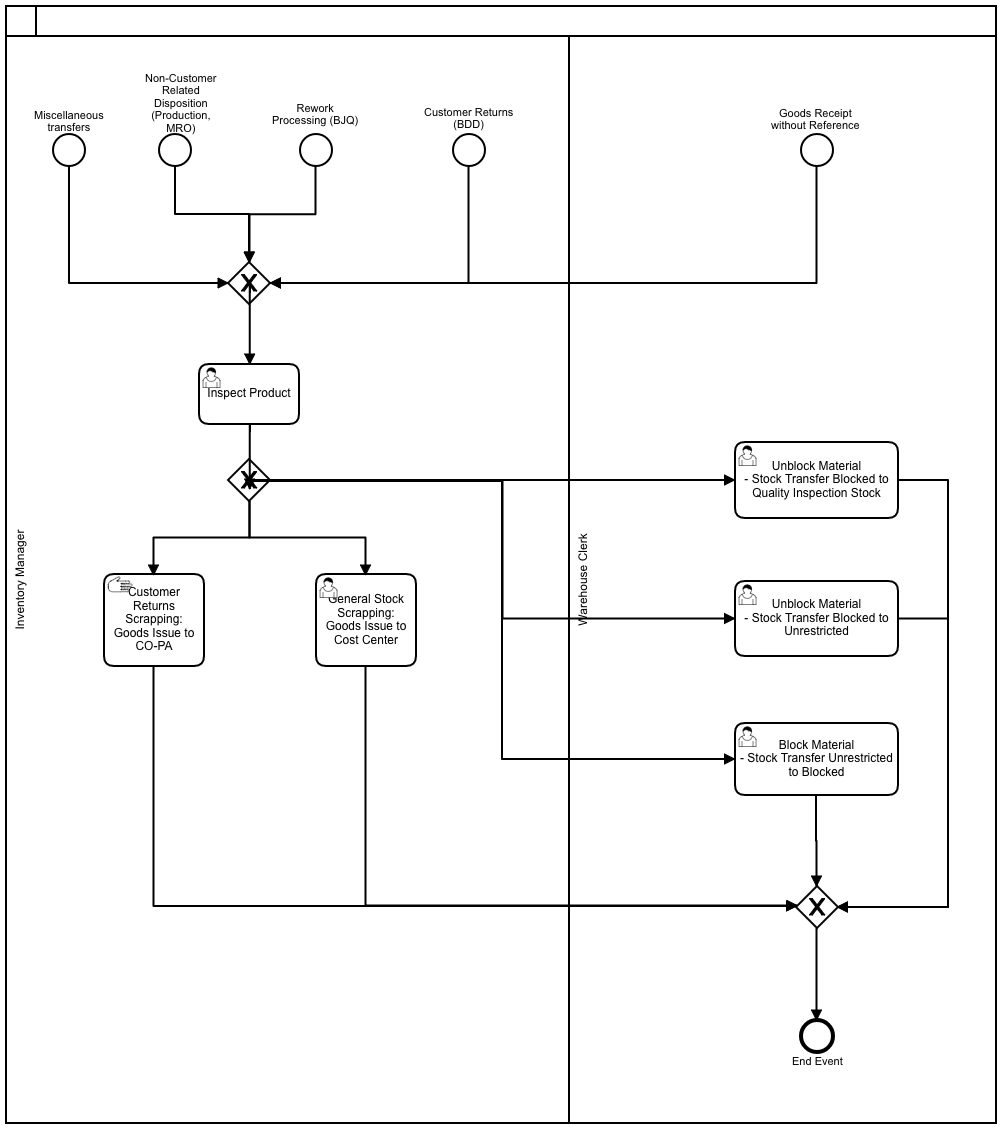 Non-Customer
Related
Disposition
(Production,
MRO)
Miscellaneous
transfers
Rework
Processing (BJQ)
Customer Returns
(BDD)
Goods Receipt
without Reference
X
Inspect Product
X
Inventory Manager
Warehouse Clerk
Unblock Material
- Stock Transfer Blocked to
Quality Inspection Stock
Customer
Returns
Scrapping:
Goods Issue to
CO-PA
General Stock
Scrapping:
Goods Issue to
Cost Center
Unblock Material
- Stock Transfer Blocked to
Unrestricted
Block Material
- Stock Transfer Unrestricted
to Blocked
X
End Event